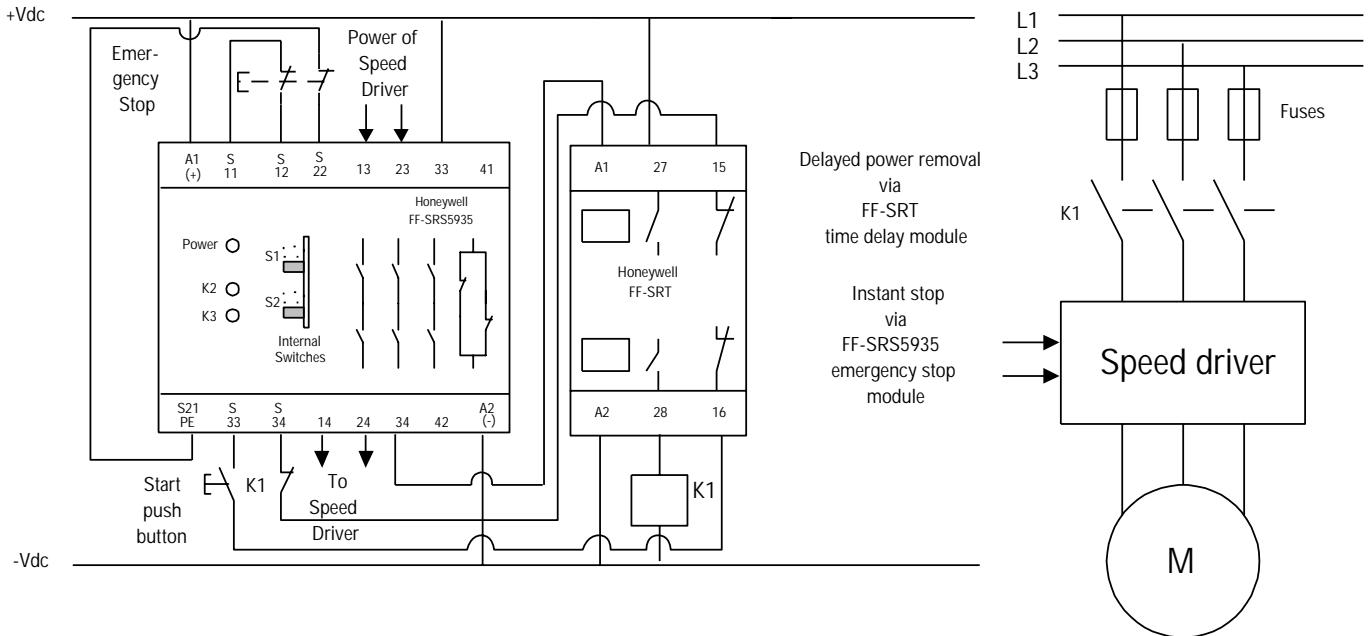 +Vdc
Emer-
gency
Stop
Power of
Speed
Driver
A1
(+)
S
11
S
12
S
22
13
23
33
41
Honeywell
FF-SRS5935
Power
K2
K3
S1
S2
Internal
Switches
S21
PE
S
33
S
34
14
24
34
42
A2
(-)
Start
push
button
K1
To
Speed
Driver
-Vdc
A1
27
15
Honeywell
FF-SRT
A2
28
16
K1
Delayed power removal
via
FF-SRT
time delay module
Instant stop
via
FF-SRS5935
emergency stop
module
L1
L2
L3
Fuses
K1
Speed driver
M